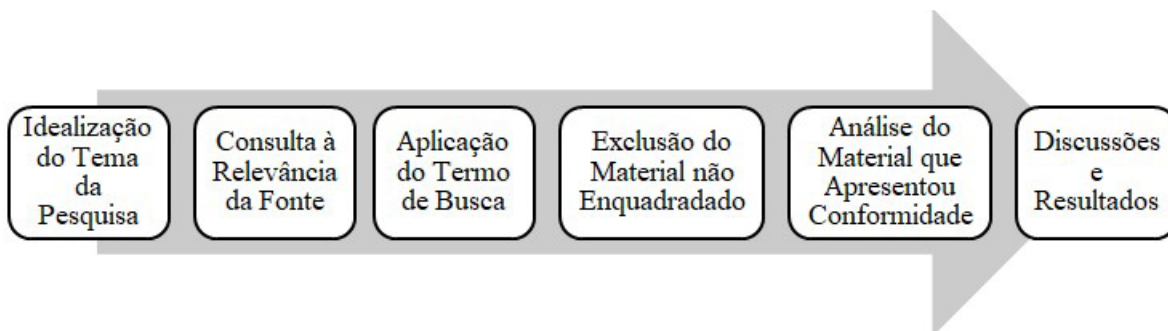 Idealização
do Tema
da
Pesquisa
Consulta à
Relevância
da Fonte
Aplicação
do Termo
de Busca
Exclusão do
Material não
Enquadradado
Análise do
Material que
Apresentou
Conformidade
Discussões
e
Resultados